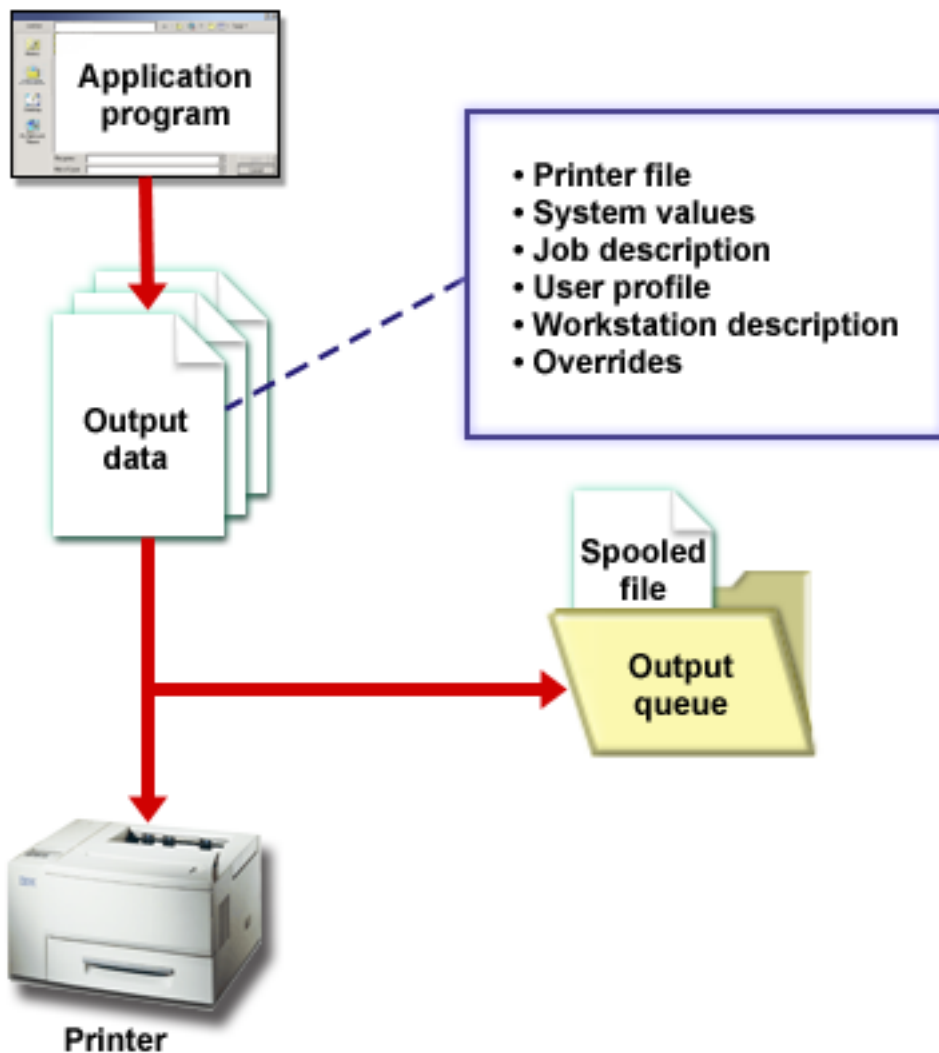 Application
program
• Printer file
• System values
• Job description
• User profile
• Workstation description
• Overrides
Output
data
Spooled
file
Output
queue
Printer